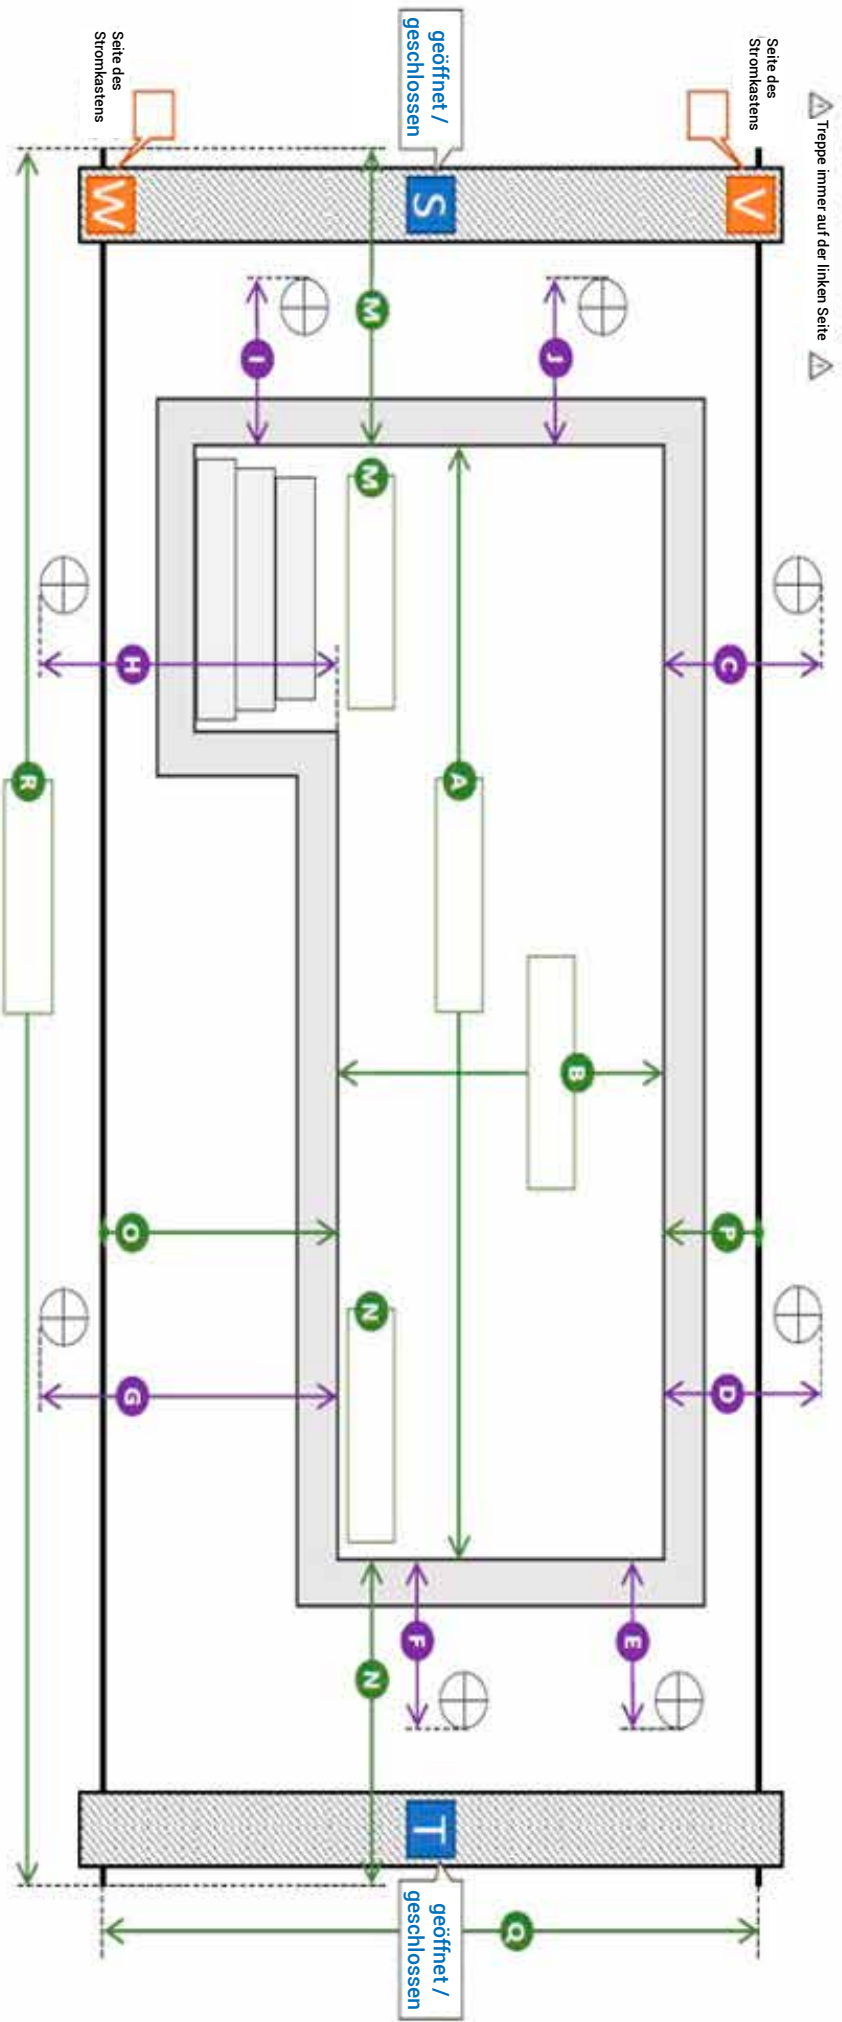 ⚠ Treppe immer auf der linken Seite ⚠
Seite des
Stromkastens
V
J
C
P
D
E
geöffnet /
geschlossen
S
A
B
M
M
N
N
F
T
geöffnet /
geschlossen
Q
Seite des
Stromkastens
W
I
H
O
G
R